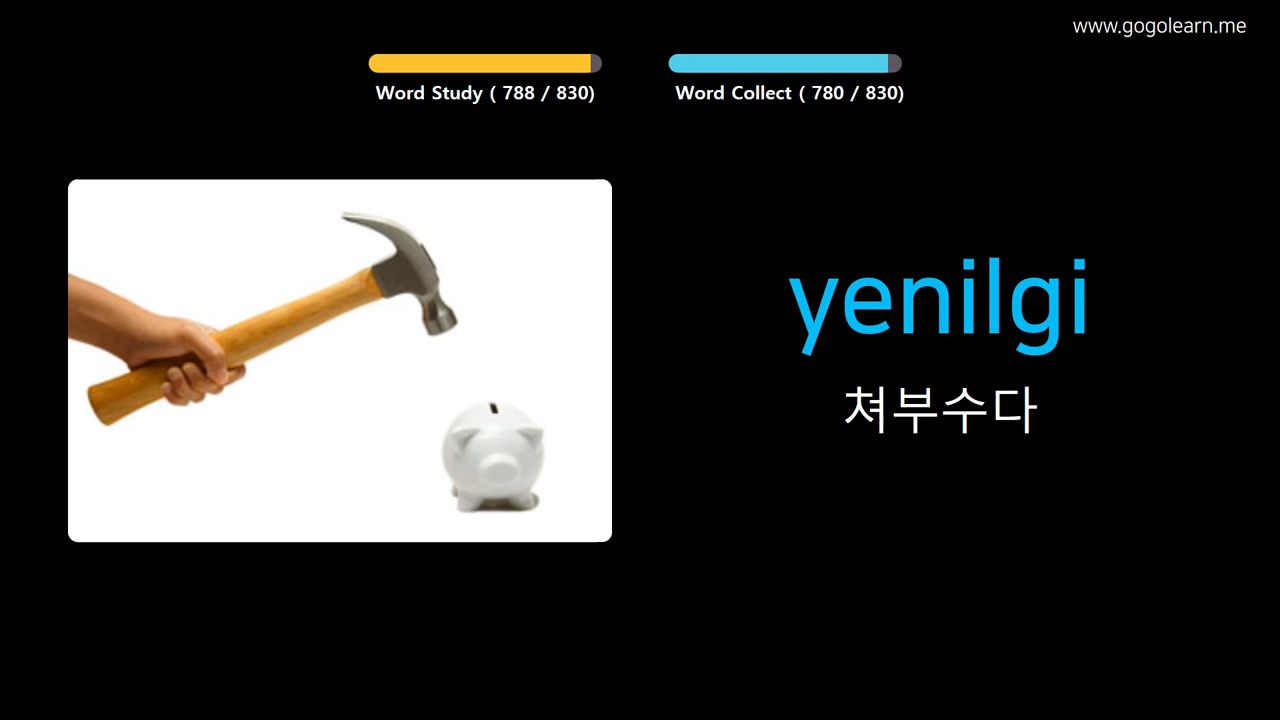 www.gogolearn.me
Word Study ( 788 / 830)
Word Collect ( 780 / 830)
yenilgi
쳐부수다